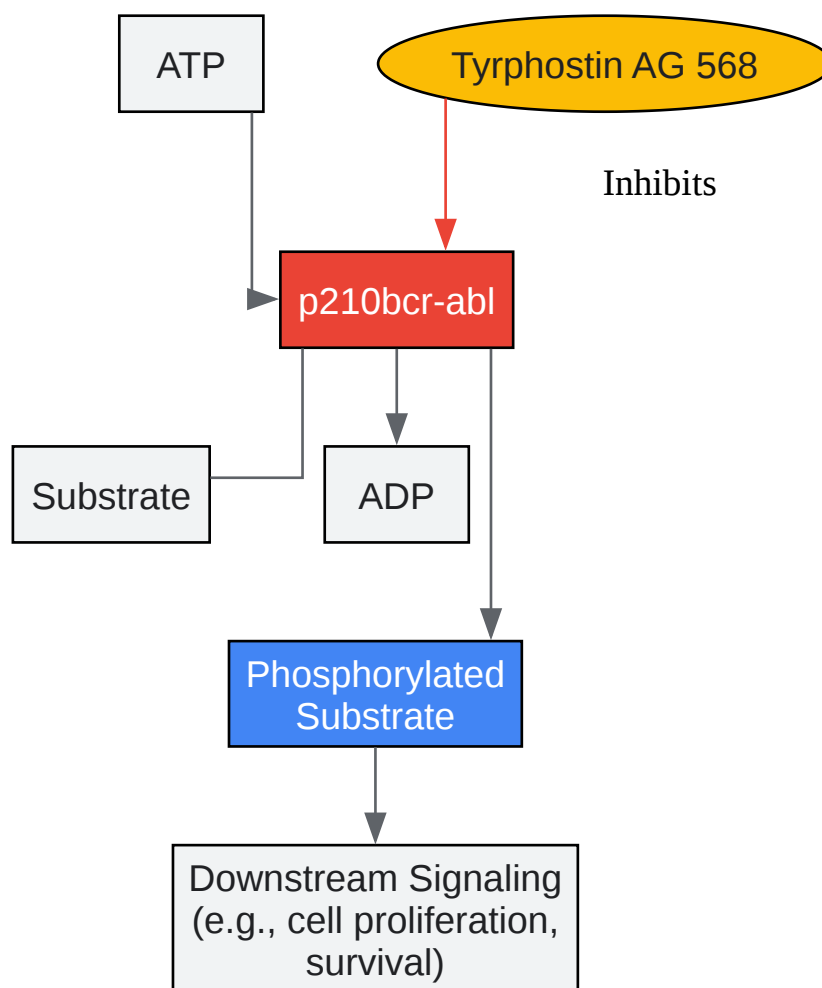 ATP
Tyrphostin AG 568
Inhibits
p210bcr-abl
Substrate
ADP
Phosphorylated
Substrate
Downstream Signaling
(e.g., cell proliferation,
survival)